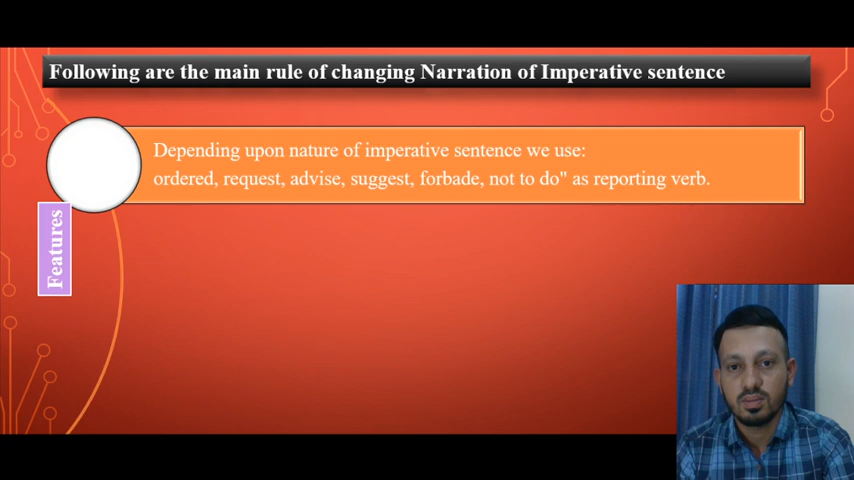 Following are the main rule of changing Narration of Imperative sentence
Depending upon nature of imperative sentence we use:
ordered, request, advise, suggest, forbade, not to do" as reporting verb.
Features